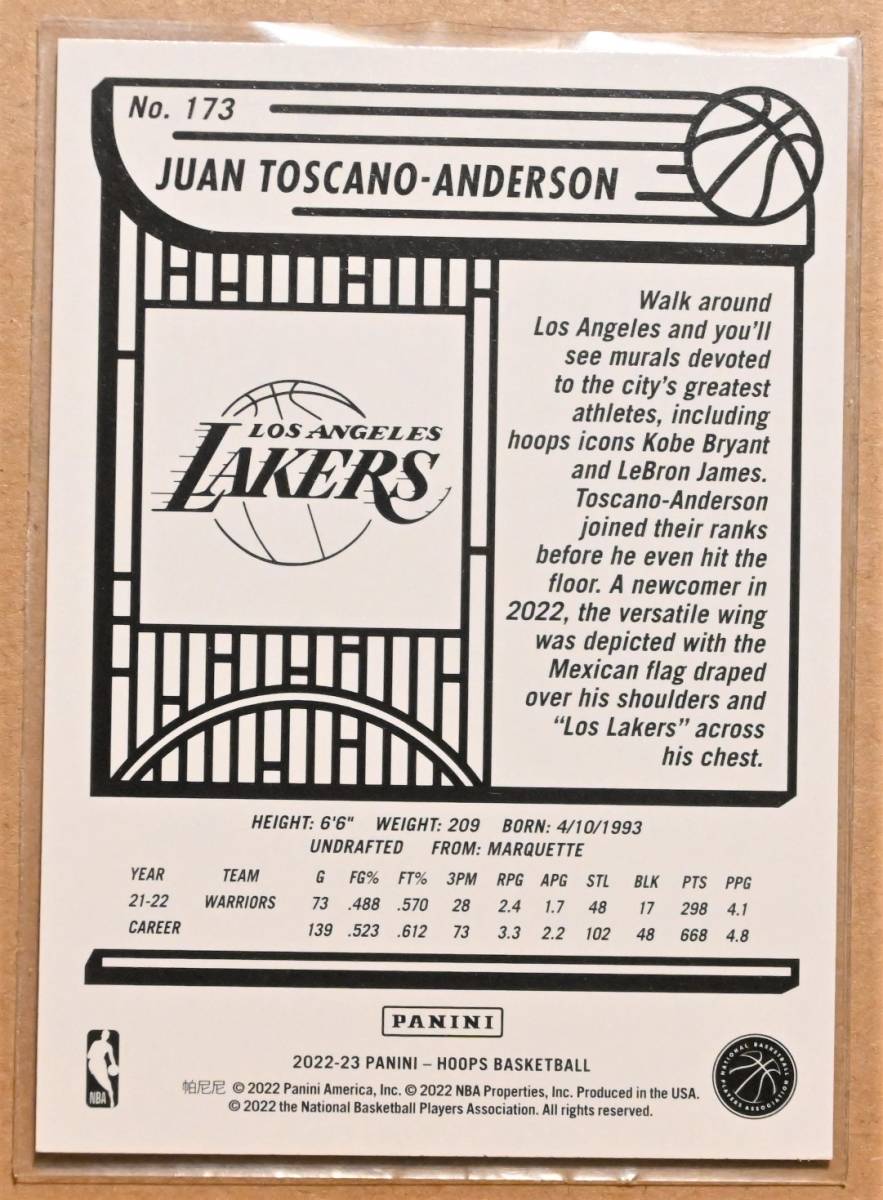 No. 173
JUAN TOSCANO-ANDERSON
LOS ANGELES
LAKERS
Walk around
Los Angeles and you'll
see murals devoted
to the city's greatest
athletes, including
hoops icons Kobe Bryant
and LeBron James.
Toscano-Anderson
joined their ranks
before he even hit the
floor. A newcomer in
2022, the versatile wing
was depicted with the
Mexican flag draped
over his shoulders and
"Los Lakers" across
his chest.
HEIGHT: 6'6" WEIGHT: 209 BORN: 4/10/1993
UNDRAFTED FROM: MARQUETTE
YEAR TEAM G FG% FT% 3PM RPG APG STL BLK PTS PPG
21-22 WARRIORS 73 .488 .570 28 2.4 1.7 48 17 298 4.1
CAREER 139 .523 .612 73 3.3 2.2 102 48 668 4.8
PANINI
2022-23 PANINI – HOOPS BASKETBALL
帕尼尼 © 2022 Panini America, Inc. © 2022 NBA Properties, Inc. Produced in the USA.
© 2022 the National Basketball Players Association. All rights reserved.
NBA
NATIONAL BASKETBALL
PLAYERS ASSOCIATION